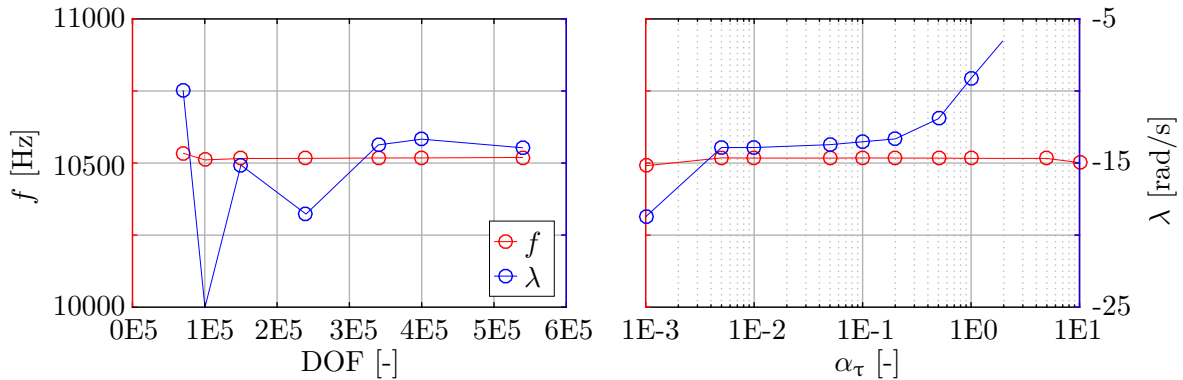 11000
10500
10000
f [Hz]
0E5 1E5 2E5 3E5 4E5 5E5 6E5
DOF [-]
f
λ
1E-3 1E-2 1E-1 1E0 1E1
α_τ [-]
-5
-15
-25
λ [rad/s]